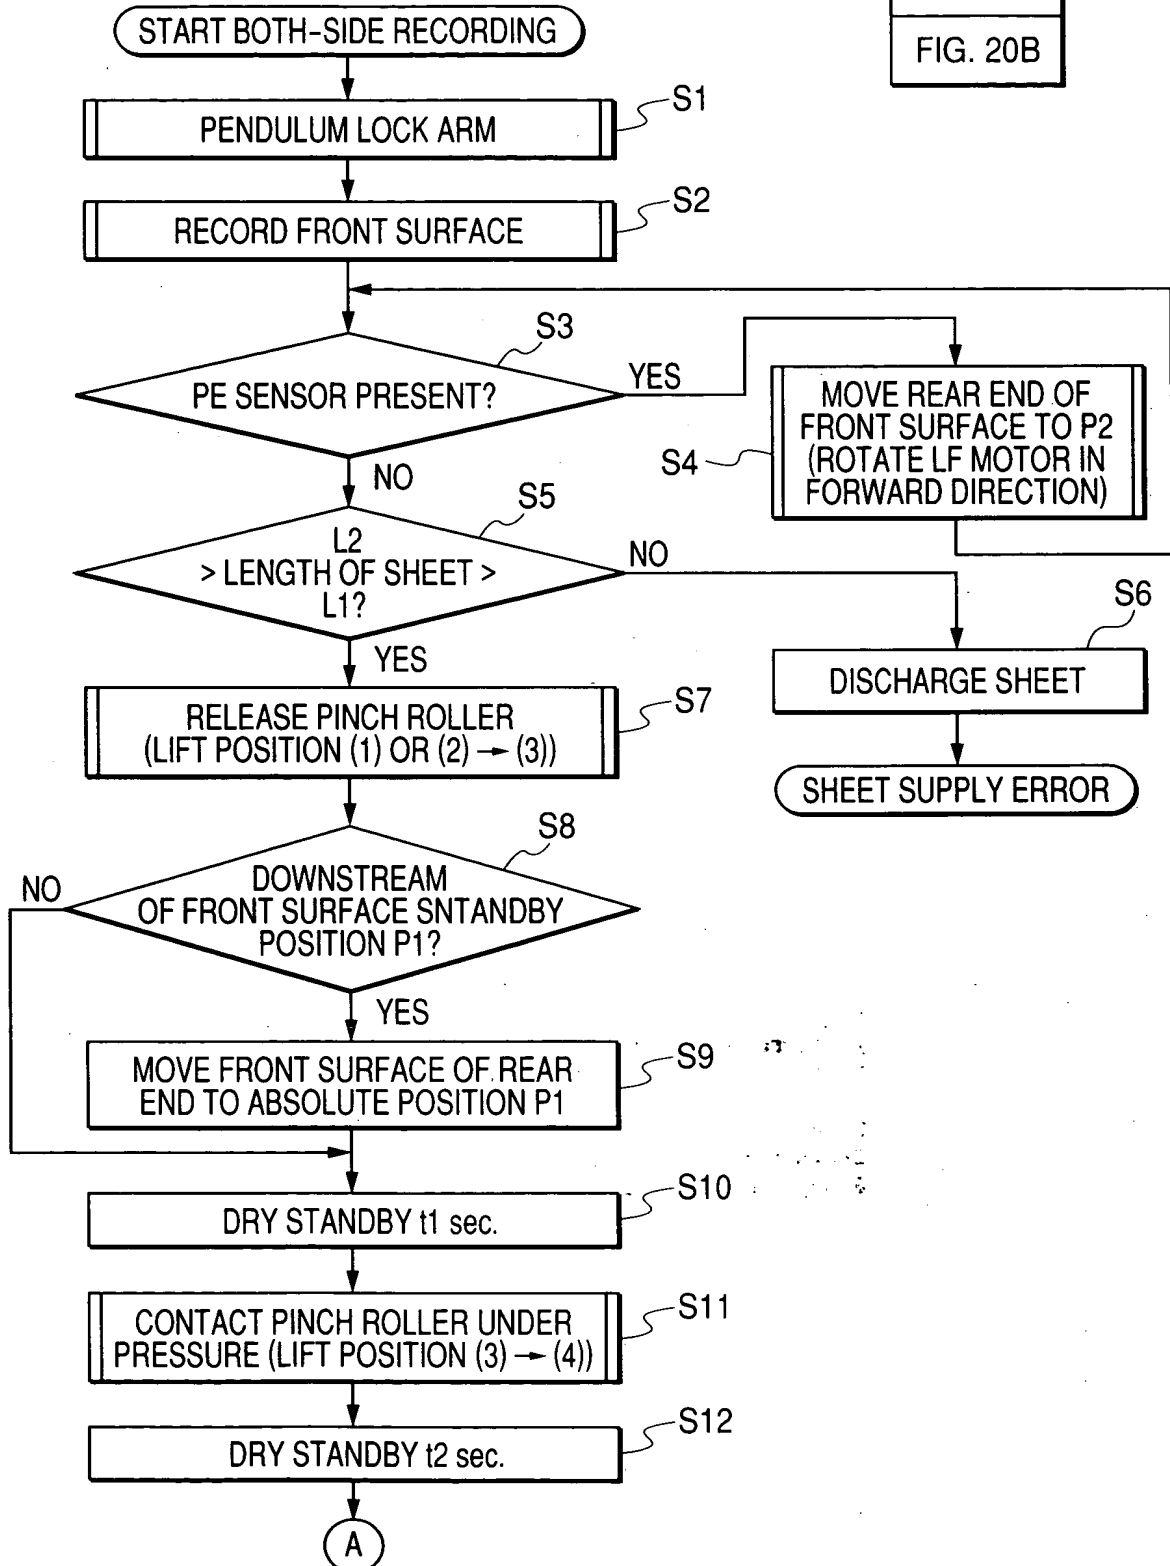 FIG. 20B
START BOTH-SIDE RECORDING
S1
PENDULUM LOCK ARM
S2
RECORD FRONT SURFACE
S3
PE SENSOR PRESENT?
YES
NO
S4
MOVE REAR END OF
FRONT SURFACE TO P2
(ROTATE LF MOTOR IN
FORWARD DIRECTION)
S5
L2
> LENGTH OF SHEET >
L1?
NO
YES
S6
DISCHARGE SHEET
SHEET SUPPLY ERROR
S7
RELEASE PINCH ROLLER
(LIFT POSITION (1) OR (2) → (3))
S8
DOWNSTREAM
OF FRONT SURFACE SNTANDBY
POSITION P1?
NO
YES
S9
MOVE FRONT SURFACE OF REAR
END TO ABSOLUTE POSITION P1
S10
DRY STANDBY t1 sec.
S11
CONTACT PINCH ROLLER UNDER
PRESSURE (LIFT POSITION (3) → (4))
S12
DRY STANDBY t2 sec.
A